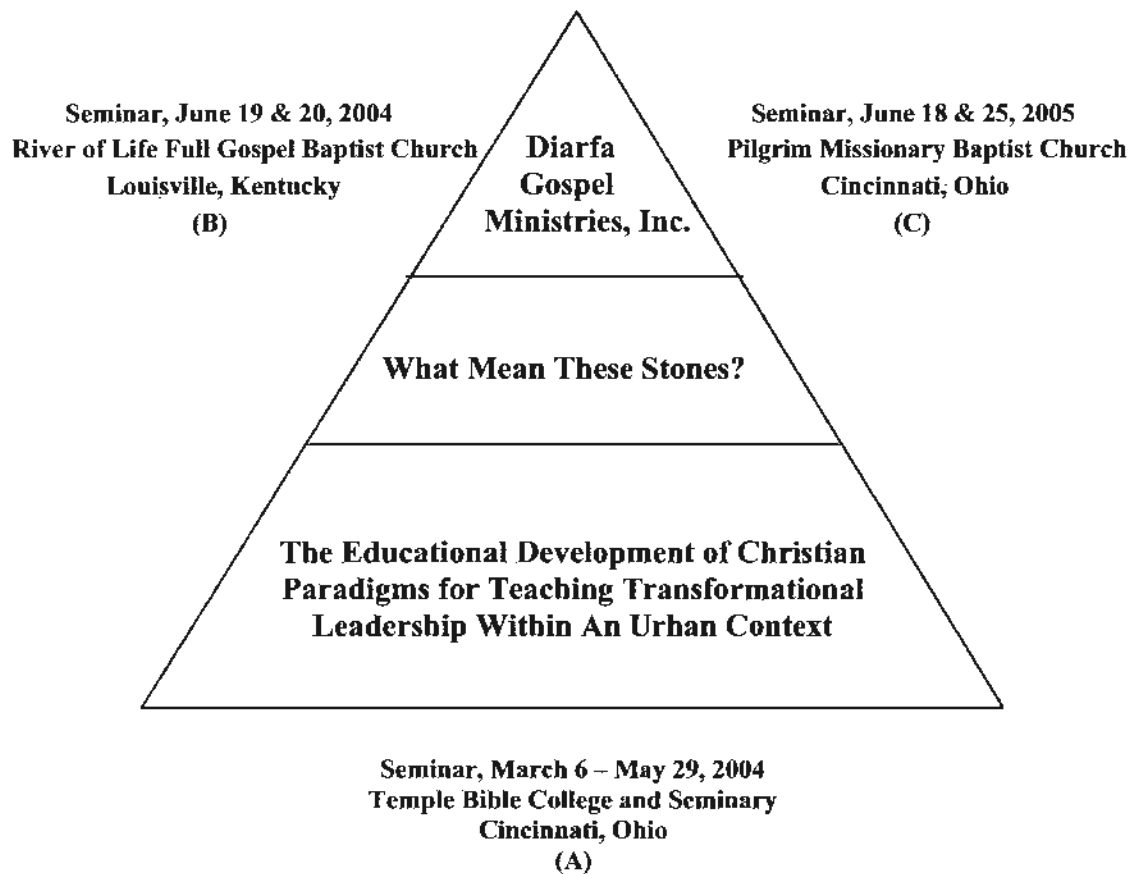 Seminar, June 19 & 20, 2004
River of Life Full Gospel Baptist Church
Louisville, Kentucky
(B)
Seminar, June 18 & 25, 2005
Pilgrim Missionary Baptist Church
Cincinnati, Ohio
(C)
Diarfa
Gospel
Ministries, Inc.
What Mean These Stones?
The Educational Development of Christian
Paradigms for Teaching Transformational
Leadership Within An Urhan Context
Seminar, March 6 – May 29, 2004
Temple Bible College and Seminary
Cincinnati, Ohio
(A)